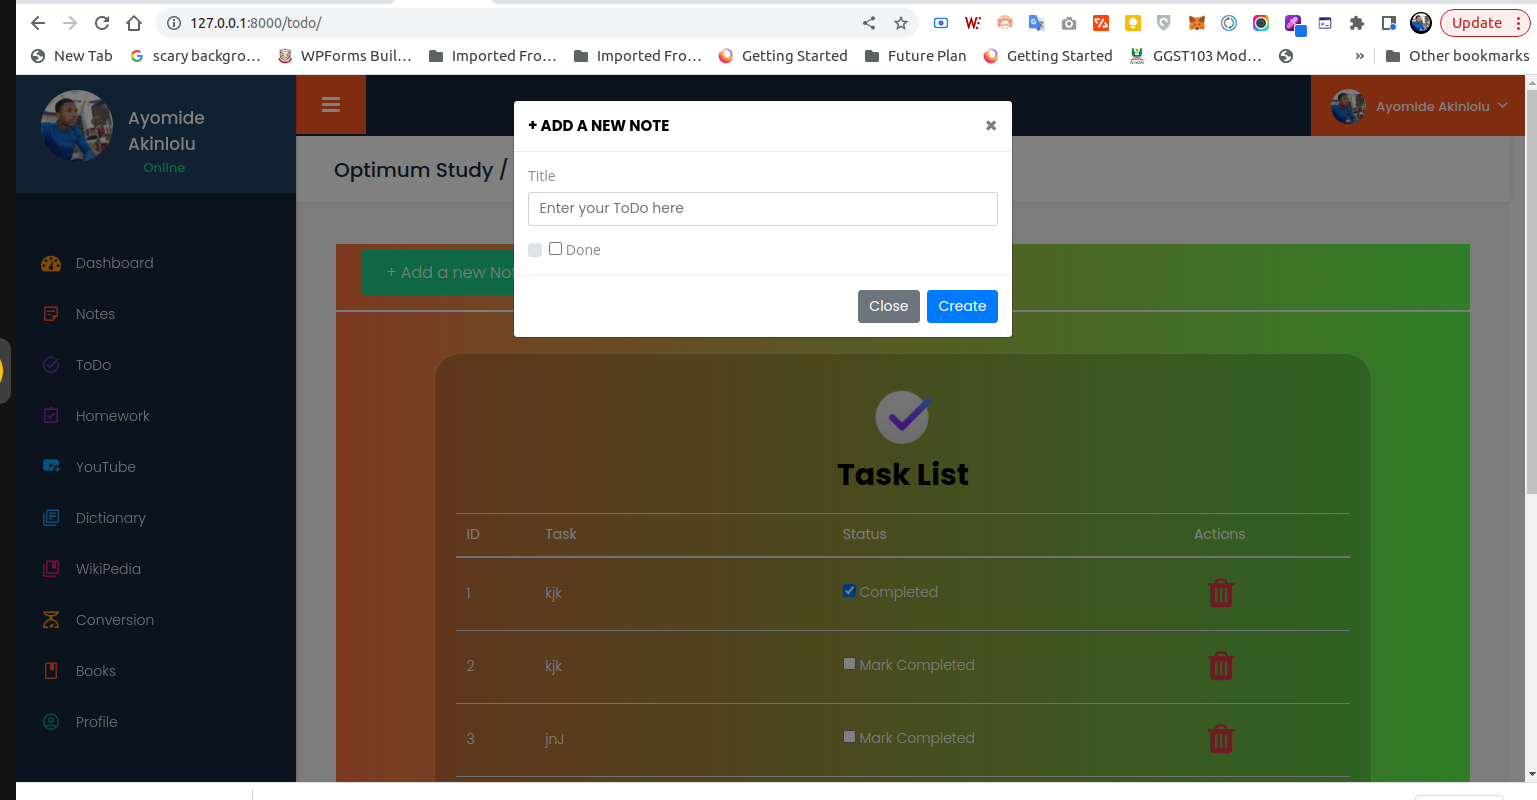 127.0.0.1:8000/todo/
Update
New Tab
scary backgro...
WPForms Buil...
Imported Fro...
Imported Fro...
Getting Started
Future Plan
Getting Started
GGST103 Mod...
»
Other bookmarks
Ayomide
Akinlolu
Online
Ayomide Akinlolu
Optimum Study /
+ ADD A NEW NOTE
Title
Enter your ToDo here
Done
Close
Create
+ Add a new
Dashboard
Notes
ToDo
Homework
YouTube
Dictionary
WikiPedia
Conversion
Books
Profile
Task List
ID Task Status Actions
1 kjk Completed
2 kjk Mark Completed
3 jnJ Mark Completed